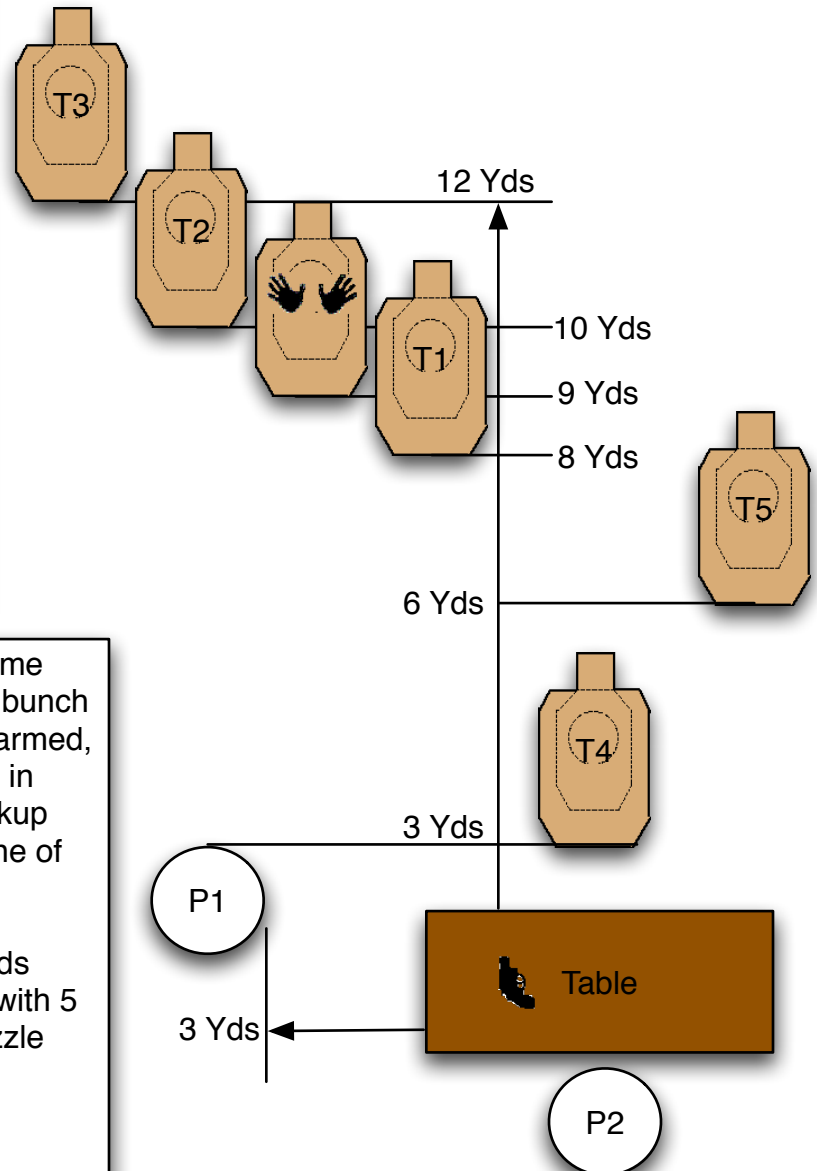 T3
12 Yds
T2
10 Yds
T1
9 Yds
8 Yds
T5
6 Yds
T4
3 Yds
P1
Table
3 Yds
P2
me
bunch
armed,
in
kup
ne of
ds
with 5
zzle